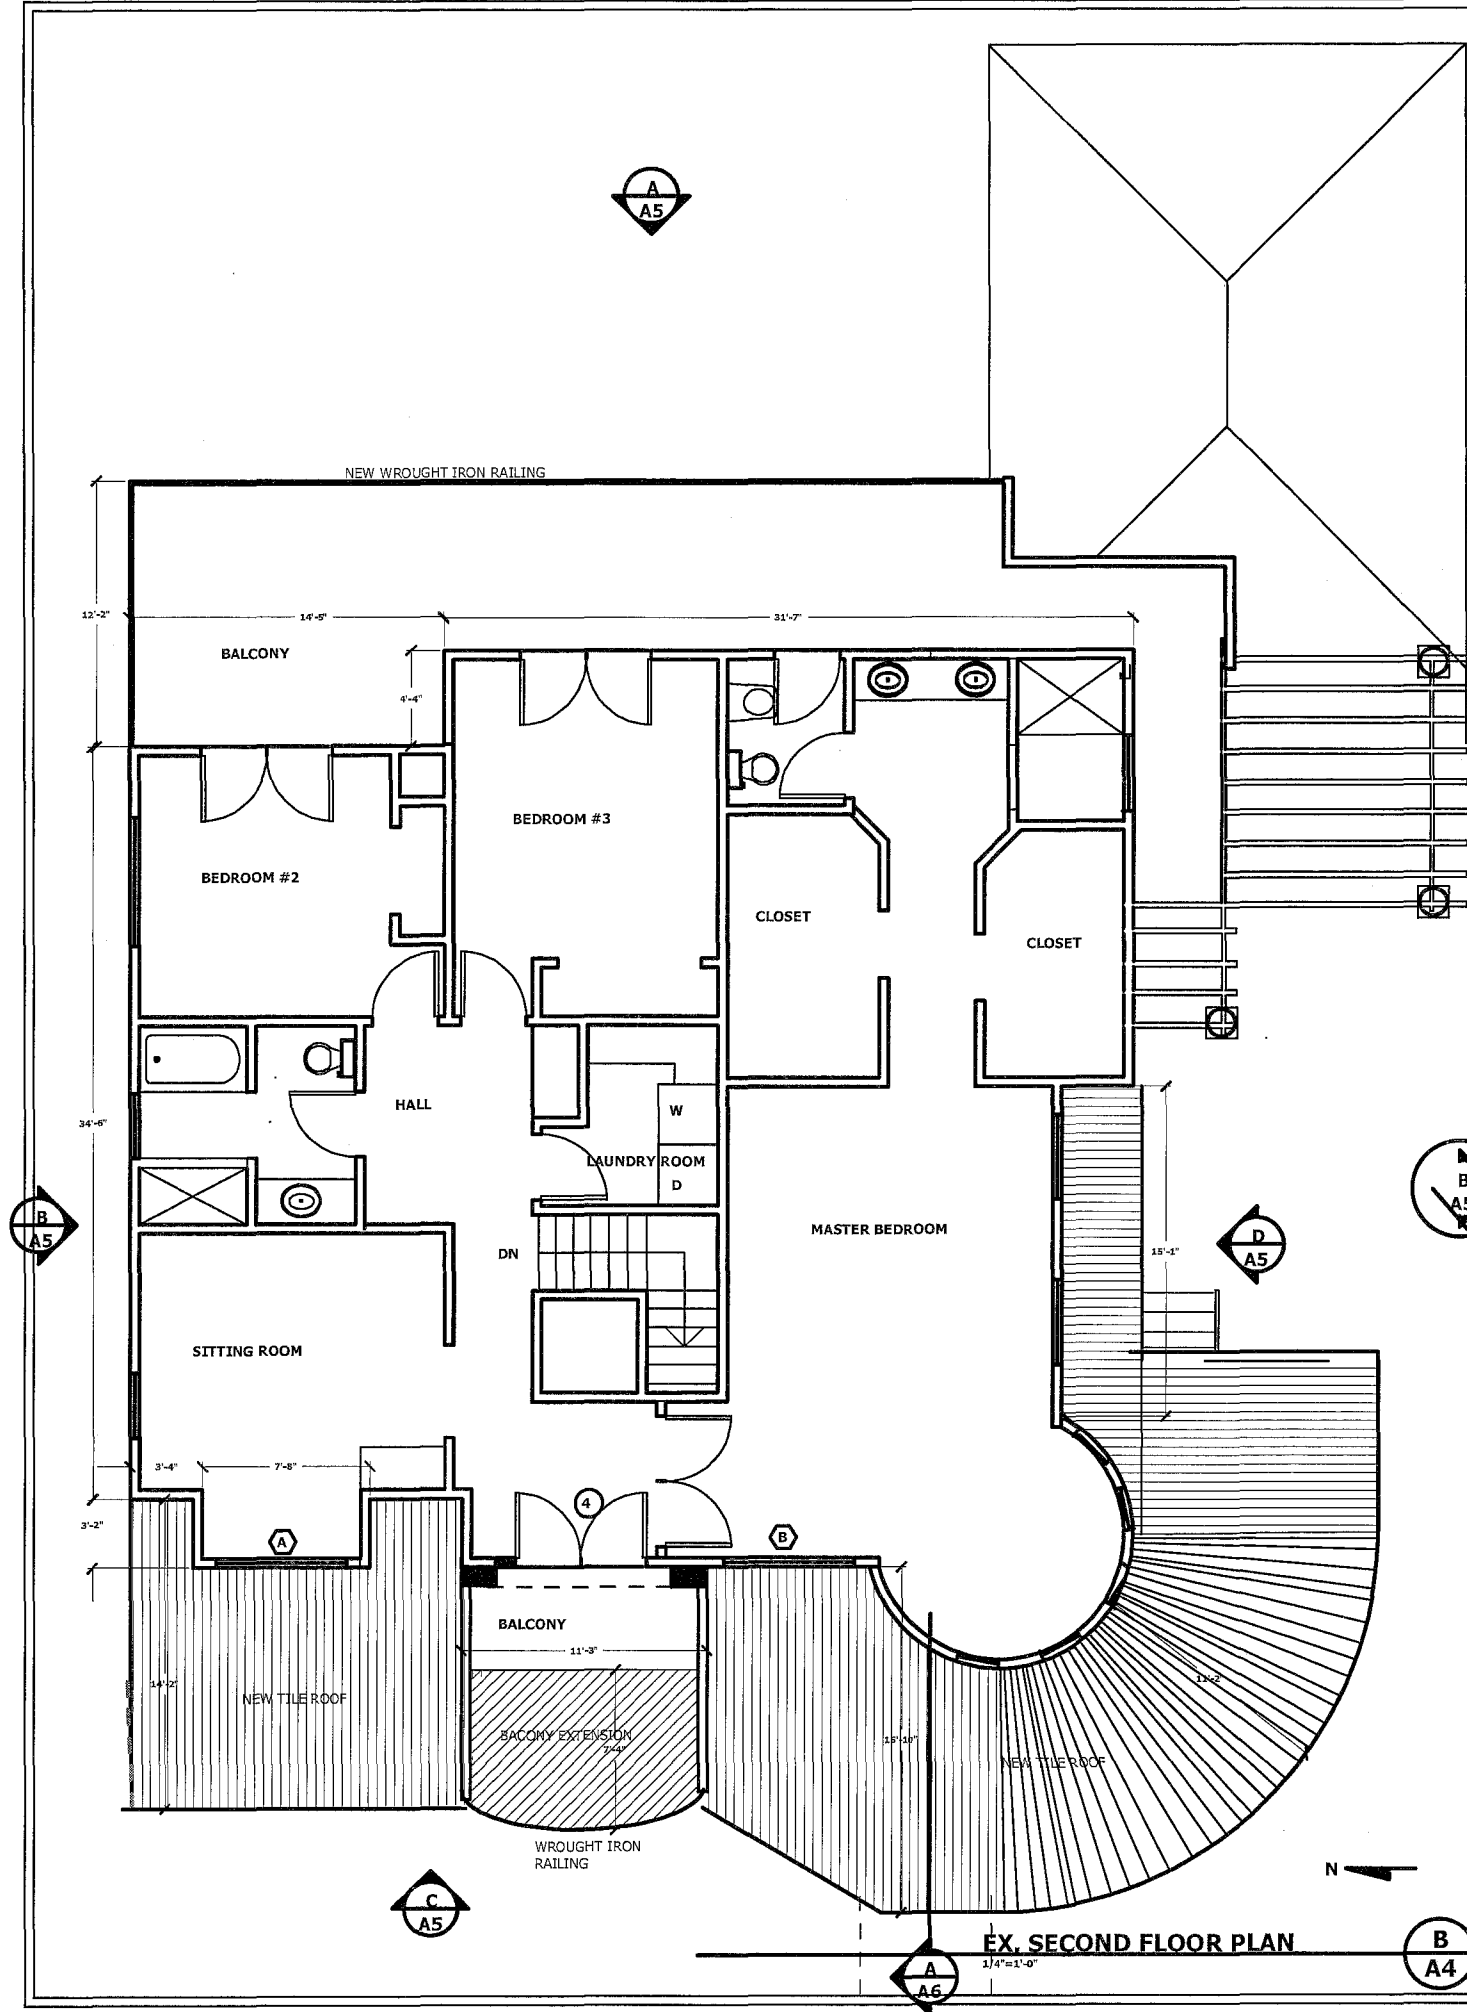 A
A5
NEW WROUGHT IRON RAILING
12'-2"
14'-5"
31'-7"
BALCONY
4'-4"
BEDROOM #3
BEDROOM #2
CLOSET
CLOSET
HALL
W
34'-6"
LAUNDRY ROOM
D
B
A5
B
MASTER BEDROOM
DN
D
A5
15'-1"
SITTING ROOM
3'-4"
7'-8"
4
3'-2"
A
B
BALCONY
11'-3"
14'-2"
NEW TILE ROOF
11'-2"
BACONY EXTENSION
7'-4"
NEW TILE ROOF
WROUGHT IRON
RAILING
N
C
A5
EX. SECOND FLOOR PLAN
1/4"=1'-0"
B
A4
A
A6